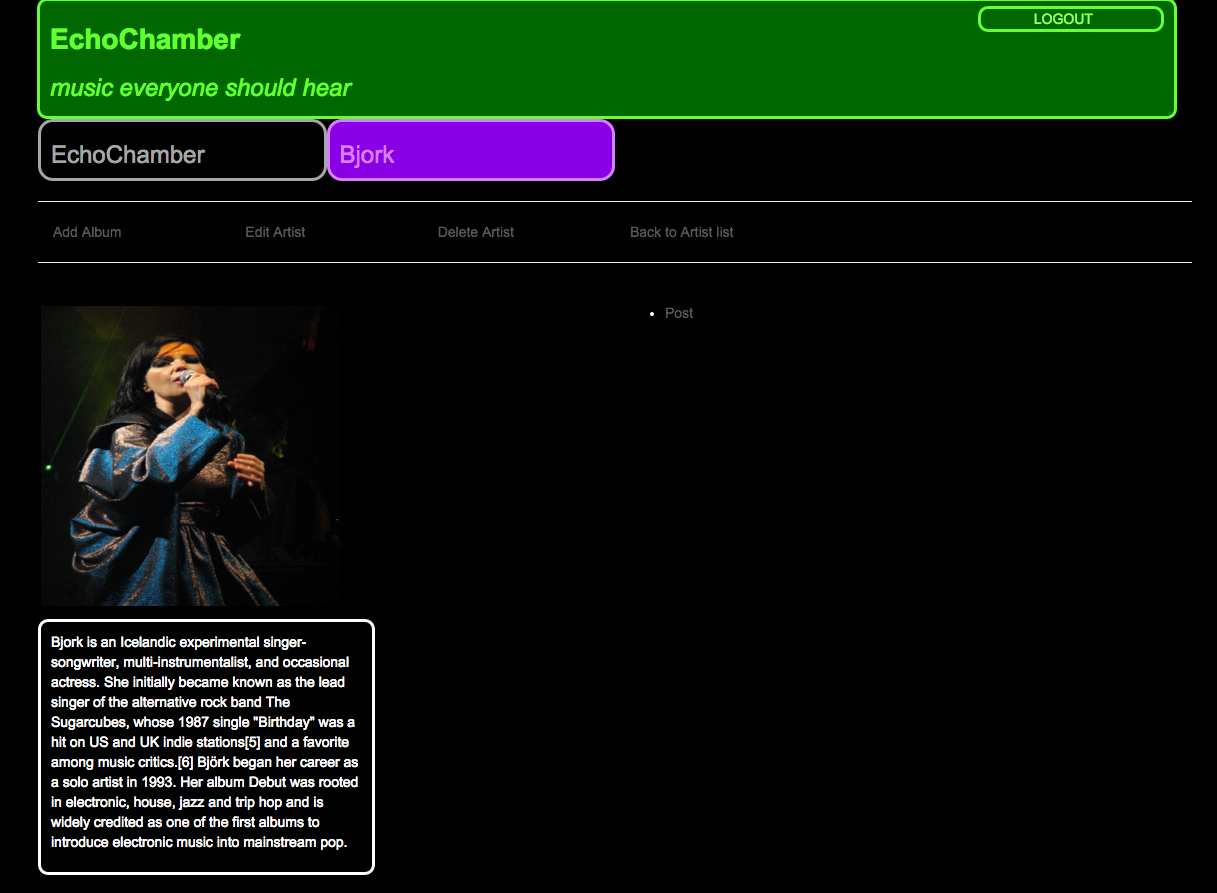 EchoChamber
LOGOUT
music everyone should hear
EchoChamber
Bjork
Add Album
Edit Artist
Delete Artist
Back to Artist list
Post
Bjork is an Icelandic experimental singer-
songwriter, multi-instrumentalist, and occasional
actress. She initially became known as the lead
singer of the alternative rock band The
Sugarcubes, whose 1987 single "Birthday" was a
hit on US and UK indie stations[5] and a favorite
among music critics.[6] Björk began her career as
a solo artist in 1993. Her album Debut was rooted
in electronic, house, jazz and trip hop and is
widely credited as one of the first albums to
introduce electronic music into mainstream pop.